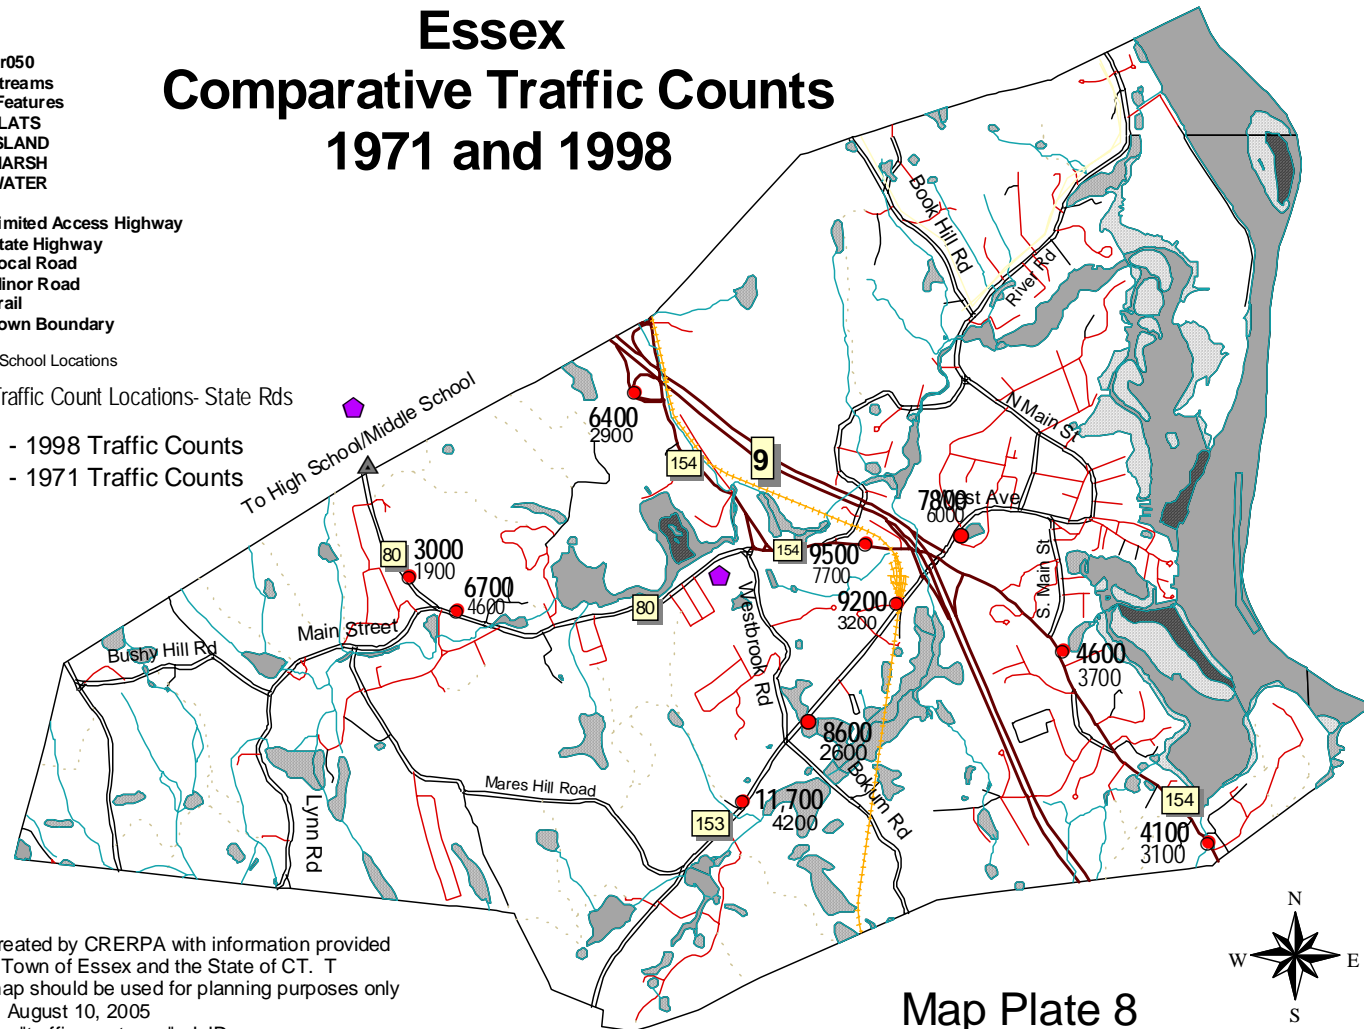 Essex
Comparative Traffic Counts
1971 and 1998
r050
treams
Features
LATS
SLAND
MARSH
WATER
imited Access Highway
tate Highway
ocal Road
Minor Road
rail
own Boundary
School Locations
Traffic Count Locations- State Rds
- 1998 Traffic Counts
- 1971 Traffic Counts
To High School/Middle School
Book Hill Rd
River Rd
N Main St
6400
2900
154
9
7800
6000
West Ave
80
3000
1900
154
9500
7700
6700
4600
80
9200
3200
S. Main St
Main Street
Bushy Hill Rd
Westbrook Rd
4600
3700
8600
2600
Mares Hill Road
Bokum Rd
Lynn Rd
11,700
4200
153
154
4100
3100
reated by CRERPA with information provided
Town of Essex and the State of CT. T
map should be used for planning purposes only
August 10, 2005
N
W
E
S
Map Plate 8